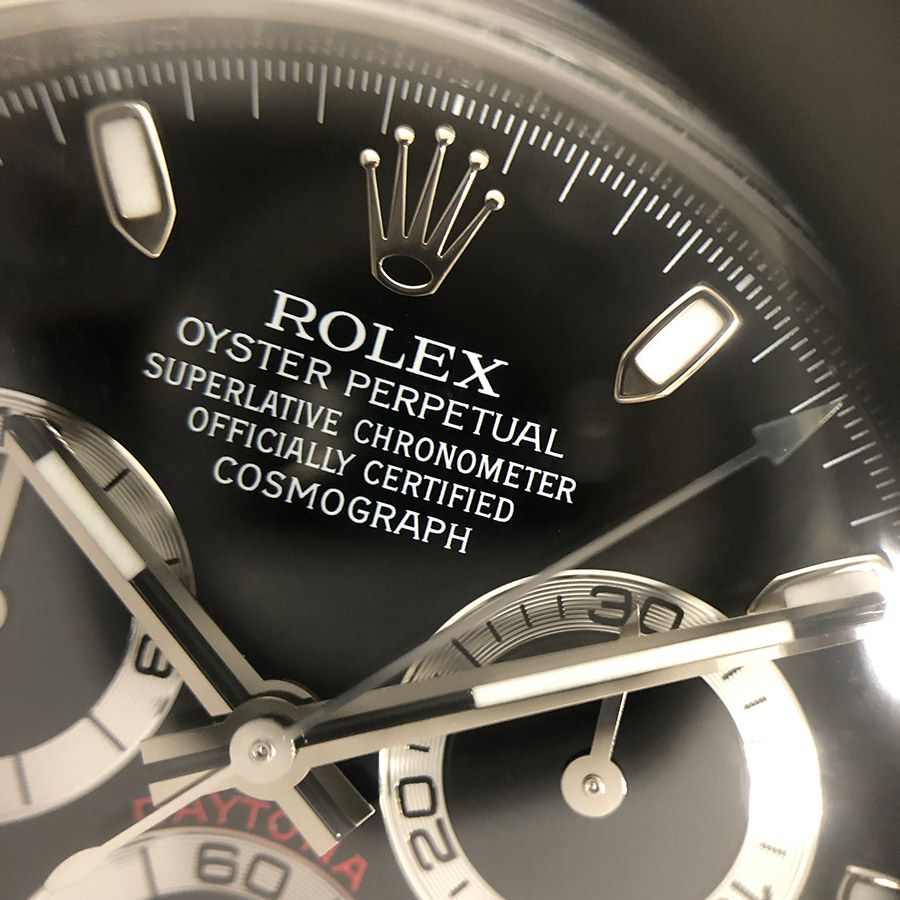 ROLEX
OYSTER PERPETUAL
SUPERLATIVE CHRONOMETER
OFFICIALLY CERTIFIED
COSMOGRAPH
30
20
DAYTONA
60